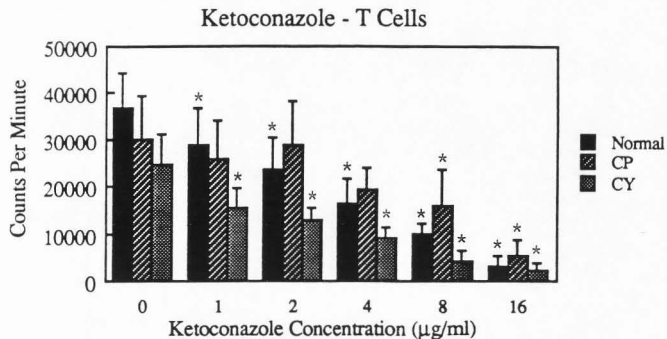 Ketoconazole - T Cells
50000
40000
30000
20000
10000
0
Counts Per Minute
* * * * * * * * * * * *
0 1 2 4 8 16
Ketoconazole Concentration (μg/ml)
Normal
CP
CY